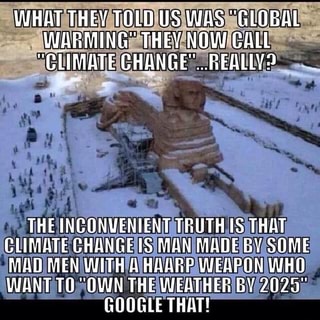 WHAT THEY TOLD US WAS "GLOBAL
WARMING" THEY NOW CALL
"CLIMATE CHANGE"...REALLY?
THE INCONVENIENT TRUTH IS THAT
CLIMATE CHANGE IS MAN MADE BY SOME
MAD MEN WITH A HAARP WEAPON WHO
WANT TO "OWN THE WEATHER BY 2025"
GOOGLE THAT!